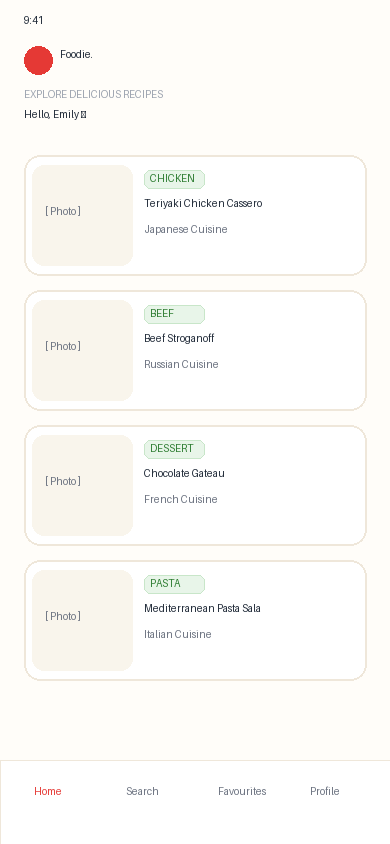 9:41
Foodie.
EXPLORE DELICIOUS RECIPES
Hello, Emily
[ Photo ]
CHICKEN
Teriyaki Chicken Cassero
Japanese Cuisine
[ Photo ]
BEEF
Beef Stroganoff
Russian Cuisine
[ Photo ]
DESSERT
Chocolate Gateau
French Cuisine
[ Photo ]
PASTA
Mediterranean Pasta Sala
Italian Cuisine
Home Search Favourites Profile